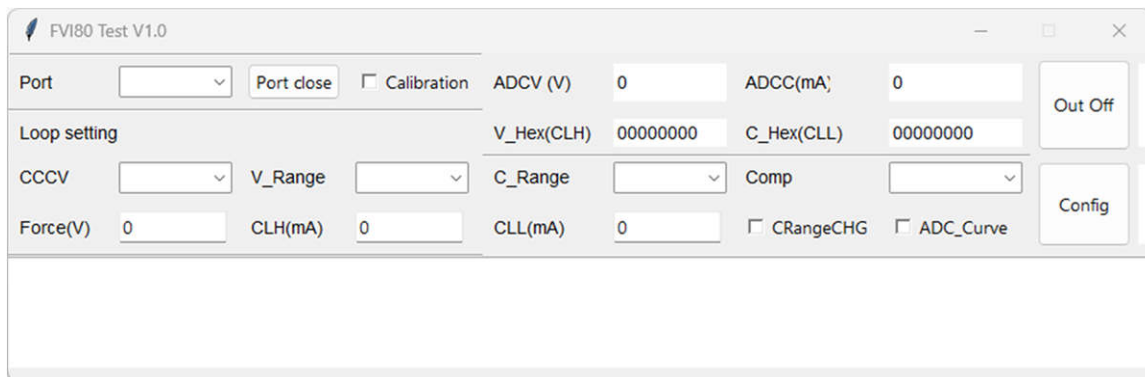 FVI80 Test V1.0
Port Port close Calibration ADCV (V) 0 ADCC(mA) 0 Out Off
Loop setting V_Hex(CLH) 00000000 C_Hex(CLL) 00000000
CCCV V_Range C_Range Comp Config
Force(V) 0 CLH(mA) 0 CLL(mA) 0 CRangeCHG ADC_Curve